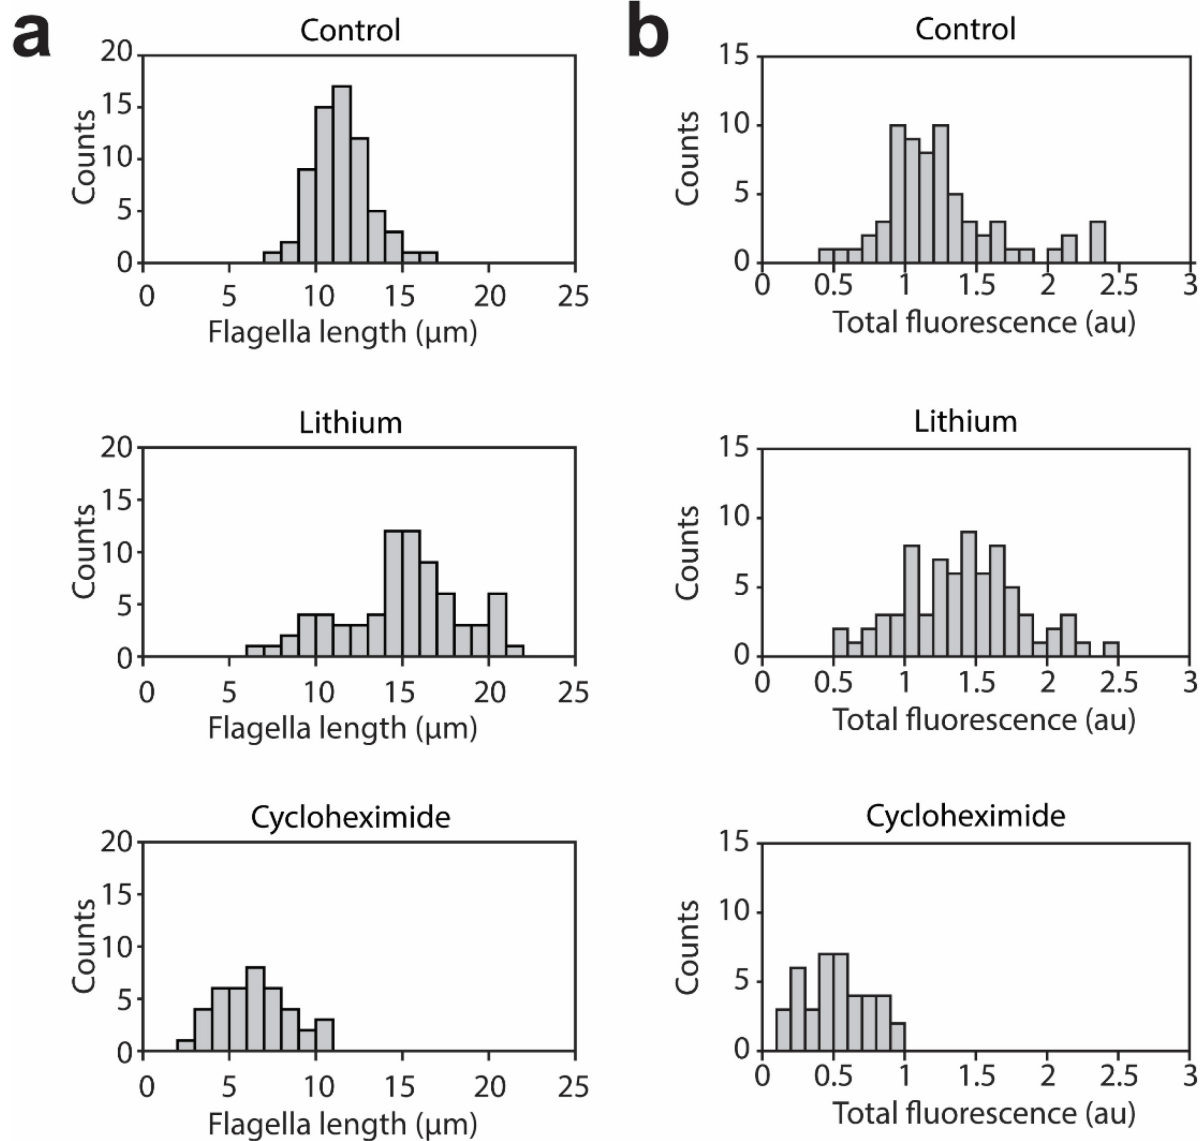 a
Control
20
15
10
5
0
Counts
0 5 10 15 20 25
Flagella length (μm)
b
Control
15
10
5
0
Counts
0 0.5 1 1.5 2 2.5 3
Total fluorescence (au)
Lithium
20
15
10
5
0
Counts
0 5 10 15 20 25
Flagella length (μm)
Lithium
15
10
5
0
Counts
0 0.5 1 1.5 2 2.5 3
Total fluorescence (au)
Cycloheximide
20
15
10
5
0
Counts
0 5 10 15 20 25
Flagella length (μm)
Cycloheximide
15
10
5
0
Counts
0 0.5 1 1.5 2 2.5 3
Total fluorescence (au)